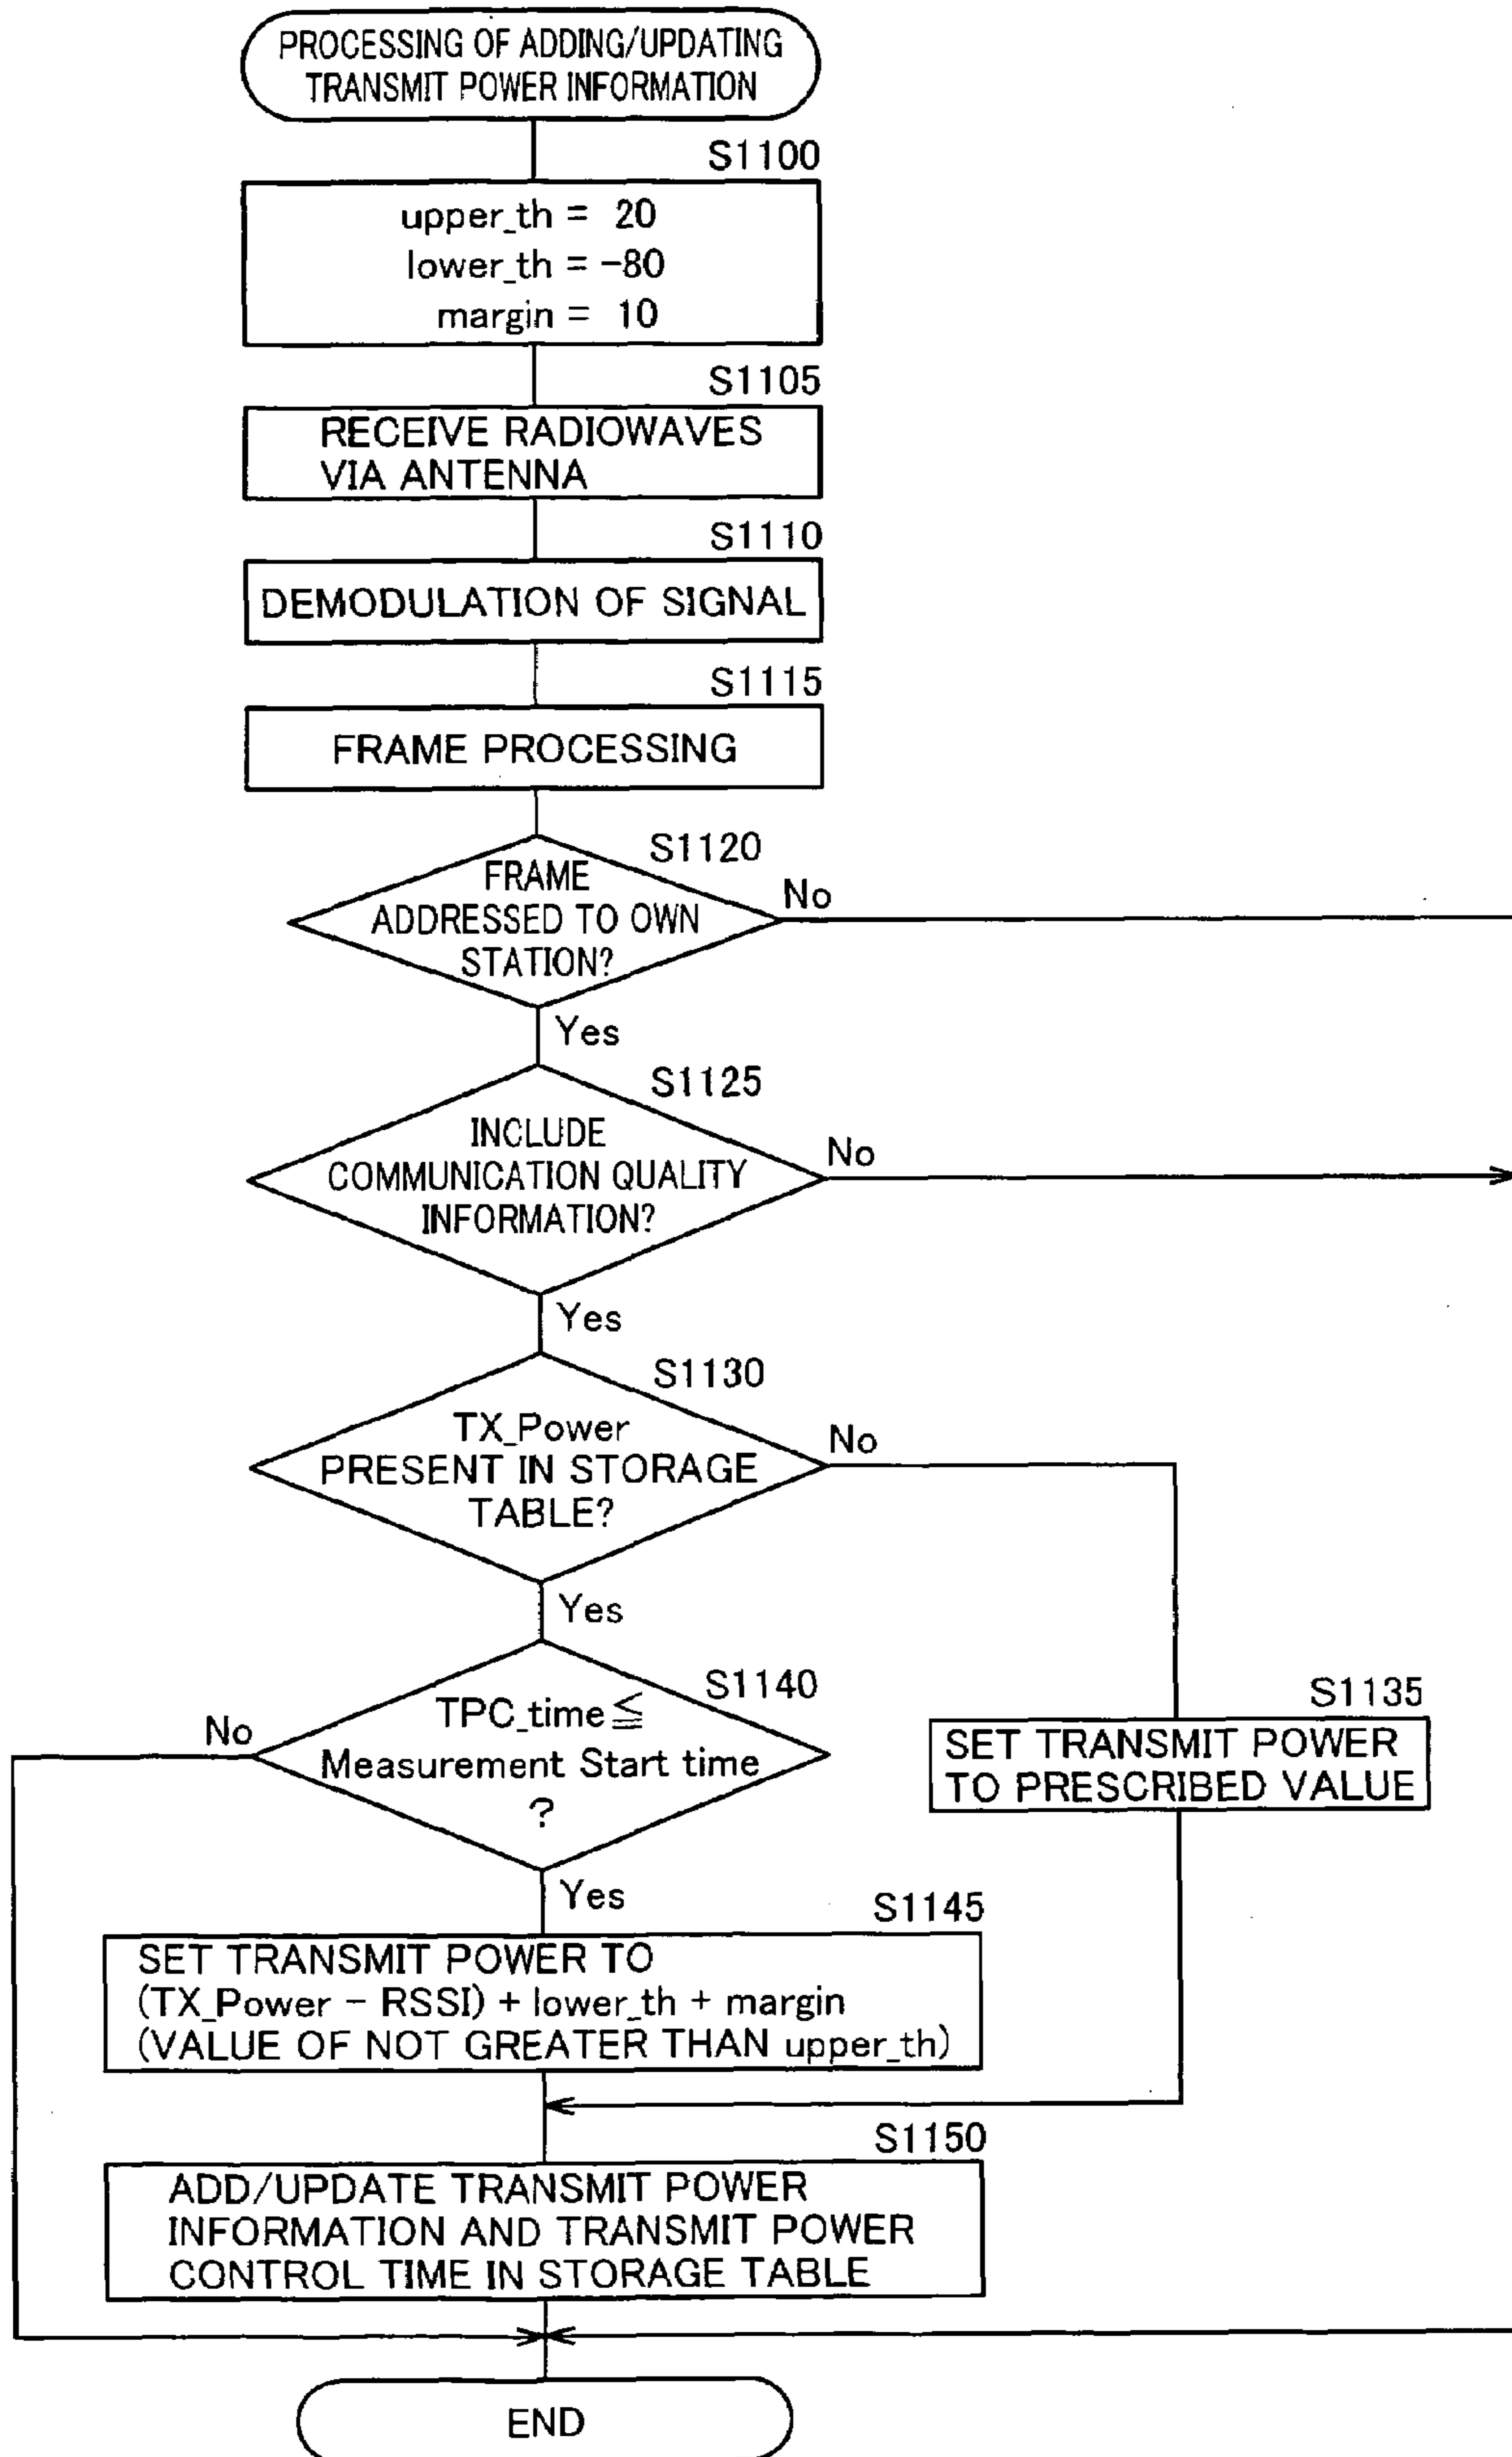 PROCESSING OF ADDING/UPDATING
TRANSMIT POWER INFORMATION
S1100
upper_th = 20
lower_th = -80
margin = 10
S1105
RECEIVE RADIOWAVES
VIA ANTENNA
S1110
DEMODULATION OF SIGNAL
S1115
FRAME PROCESSING
S1120
FRAME
ADDRESSED TO OWN
STATION?
No
Yes
S1125
INCLUDE
COMMUNICATION QUALITY
INFORMATION?
No
Yes
S1130
TX_Power
PRESENT IN STORAGE
TABLE?
No
Yes
S1140
TPC_time≦
Measurement Start time
?
No
Yes
S1135
SET TRANSMIT POWER
TO PRESCRIBED VALUE
S1145
SET TRANSMIT POWER TO
(TX_Power - RSSI) + lower_th + margin
(VALUE OF NOT GREATER THAN upper_th)
S1150
ADD/UPDATE TRANSMIT POWER
INFORMATION AND TRANSMIT POWER
CONTROL TIME IN STORAGE TABLE
END